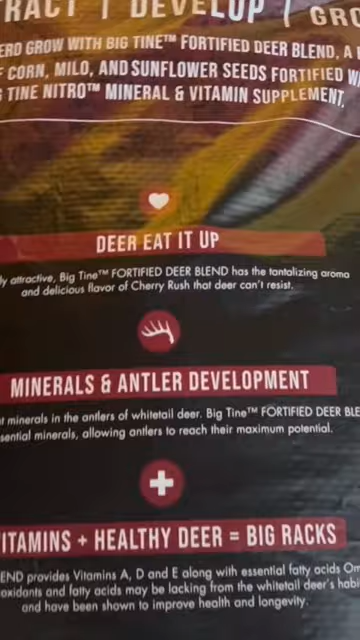 TRACT | DEVELOP | GRO
ERD GROW WITH BIG TINE™ FORTIFIED DEER BLEND, A
F CORN, MILO, AND SUNFLOWER SEEDS FORTIFIED W
TINE NITRO™ MINERAL & VITAMIN SUPPLEMENT.
DEER EAT IT UP
ly attractive, Big Tine™ FORTIFIED DEER BLEND has the tantalizing aroma
and delicious flavor of Cherry Rush that deer can't resist.
MINERALS & ANTLER DEVELOPMENT
t minerals in the antlers of whitetail deer. Big Tine™ FORTIFIED DEER BLE
sential minerals, allowing antlers to reach their maximum potential.
ITAMINS + HEALTHY DEER = BIG RACKS
END provides Vitamins A, D and E along with essential fatty acids Om
oxidants and fatty acids may be lacking from the whitetail deer's habi
and have been shown to improve health and longevity.